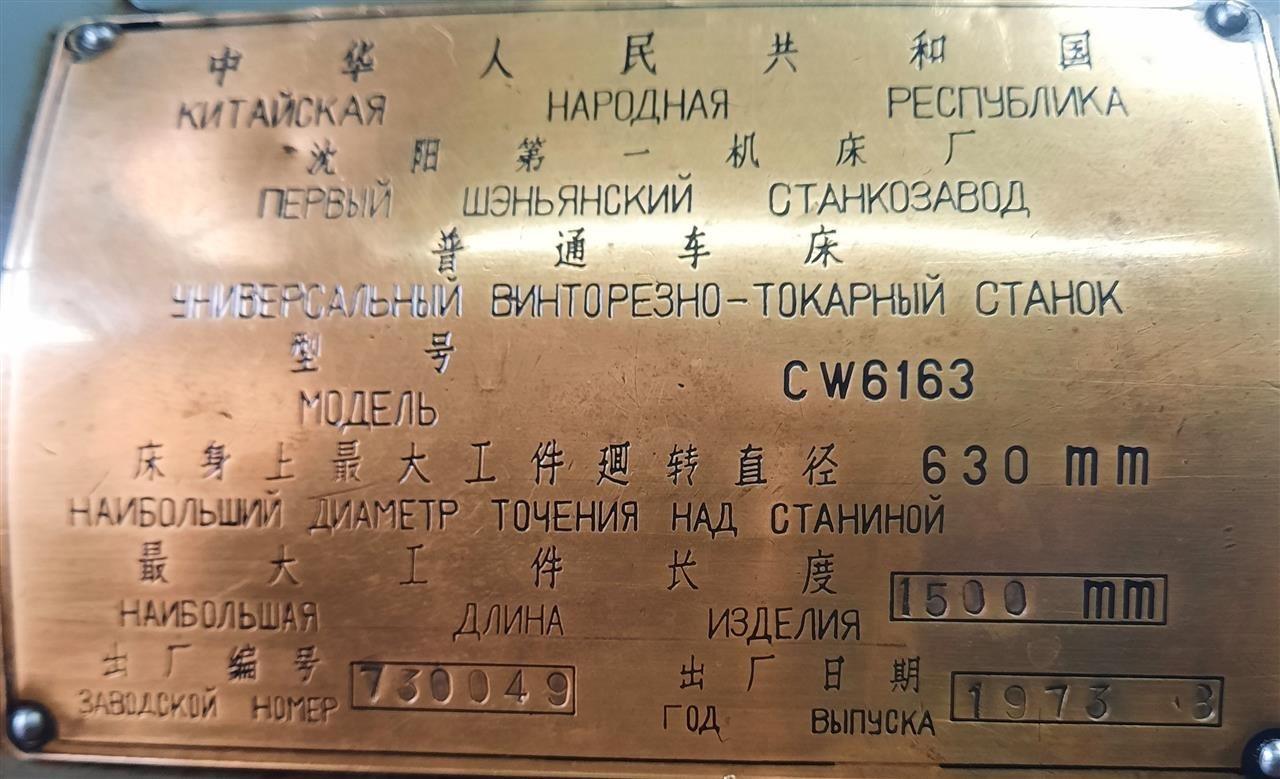 中华人民共和国
КИТАЙСКАЯ НАРОДНАЯ РЕСПУБЛИКА
沈阳第一机床厂
ПЕРВЫЙ ШЭНЬЯНСКИЙ СТАНКОЗАВОД
普通车床
УНИВЕРСАЛЬНЫЙ ВИНТОРЕЗНО-ТОКАРНЫЙ СТАНОК
型号
CW6163
МОДЕЛЬ
床身上最大工件廻转直径 630 mm
НАИБОЛЬШИЙ ДИАМЕТР ТОЧЕНИЯ НАД СТАНИНОЙ
最大工件长度 1500 mm
НАИБОЛЬШАЯ ДЛИНА ИЗДЕЛИЯ
出厂编号 730049 出厂日期 1973.3
ЗАВОДСКОЙ НОМЕР ГОД ВЫПУСКА